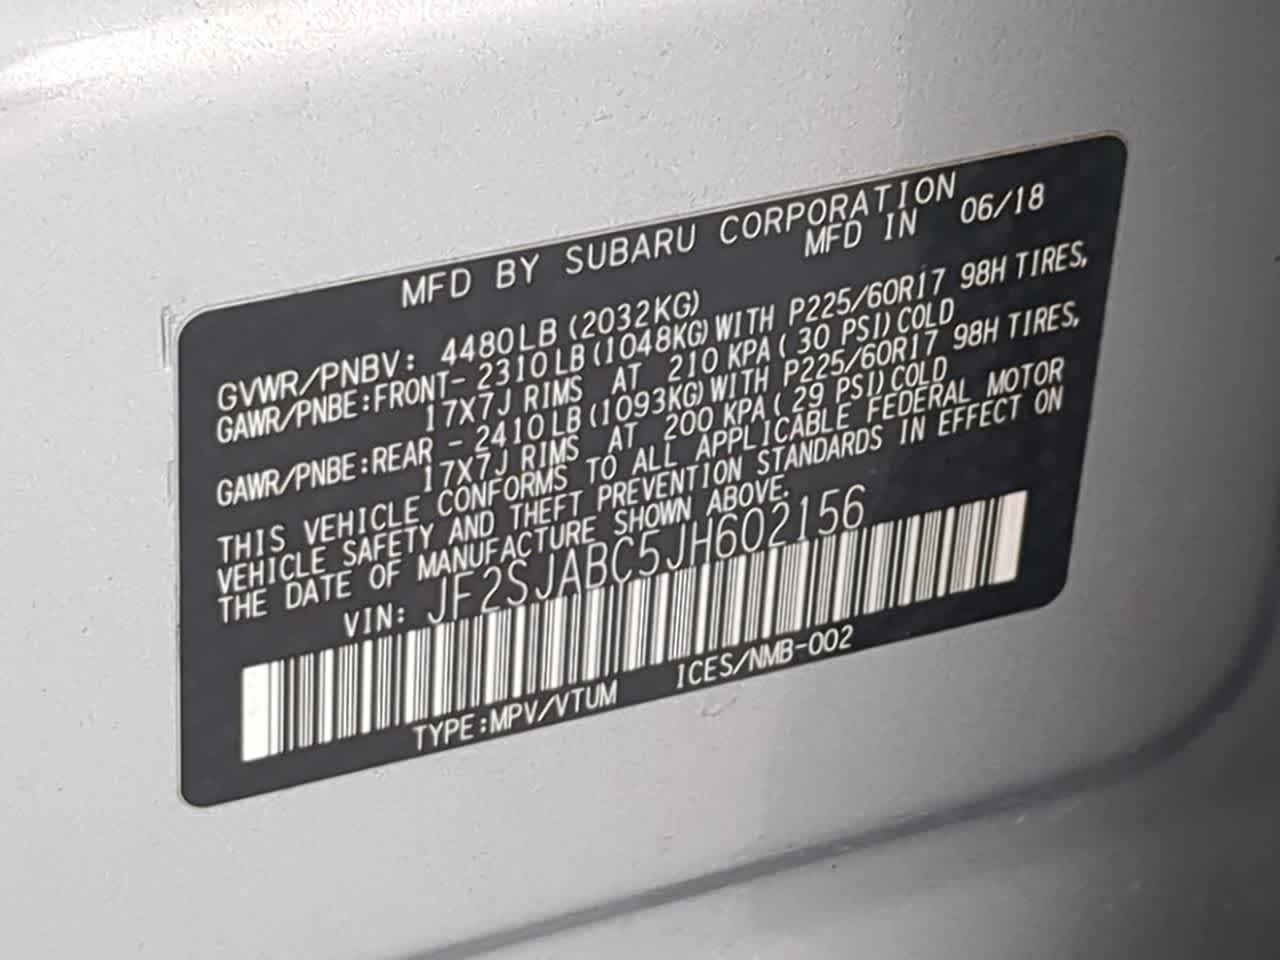 MFD BY SUBARU CORPORATION
MFD IN 06/18
GVWR/PNBV: 4480LB (2032KG)
GAWR/PNBE:FRONT- 2310LB(1048KG)WITH P225/60R17 98H TIRES,
17X7J RIMS AT 210 KPA( 30 PSI)COLD
GAWR/PNBE:REAR - 2410LB(1093KG)WITH P225/60R17 98H TIRES,
17X7J RIMS AT 200 KPA( 29 PSI)COLD
THIS VEHICLE CONFORMS TO ALL APPLICABLE FEDERAL MOTOR
VEHICLE SAFETY AND THEFT PREVENTION STANDARDS IN EFFECT ON
THE DATE OF MANUFACTURE SHOWN ABOVE.
VIN: JF2SJABC5JH602156
TYPE:MPV/VTUM ICES/NMB-002